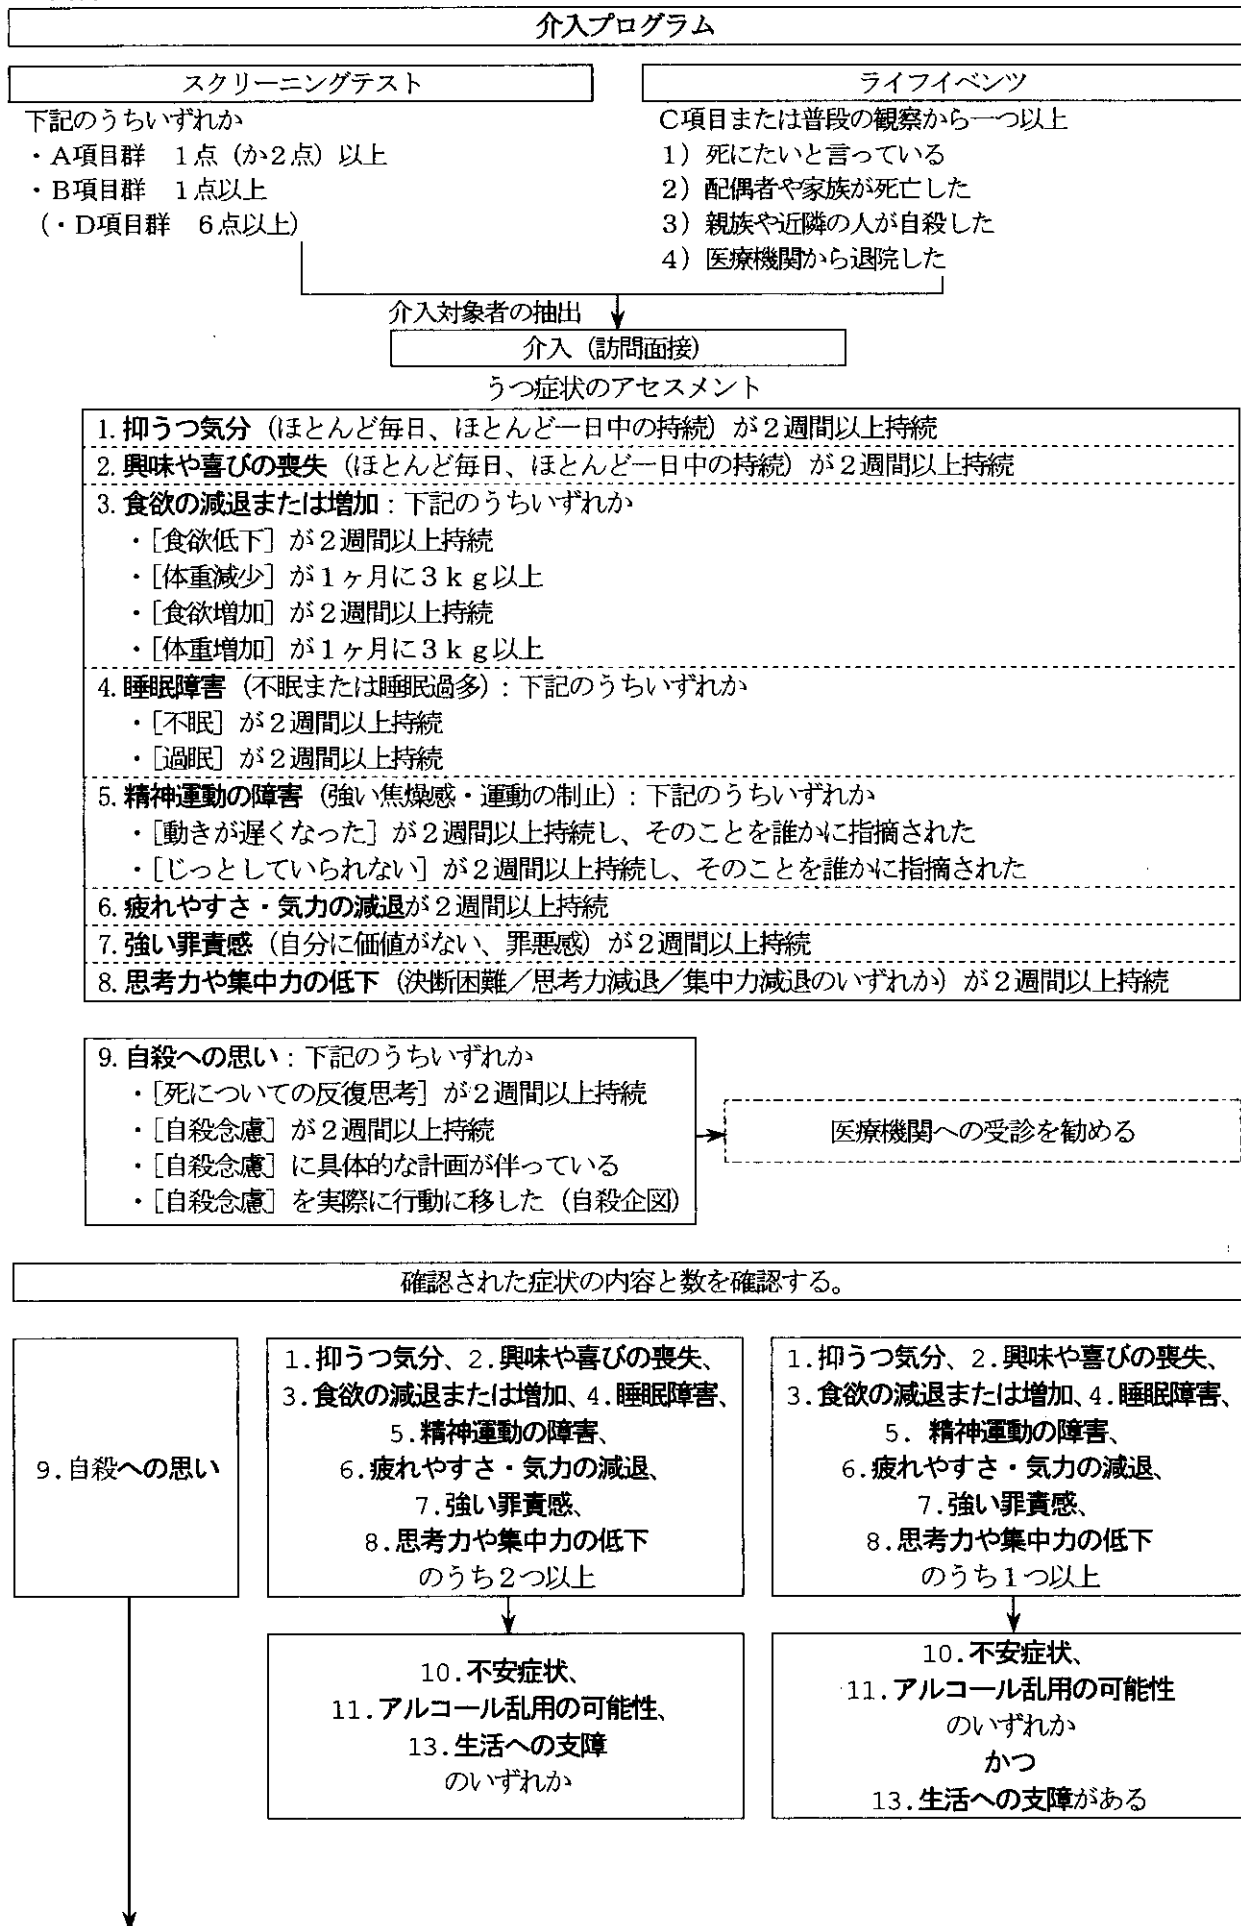 介入プログラム
スクリーニングテスト
下記のうちいずれか
・A項目群 1点(か2点)以上
・B項目群 1点以上
(・D項目群 6点以上)
ライフイベンツ
C項目または普段の観察から一つ以上
1)死にたいと言っている
2)配偶者や家族が死亡した
3)親族や近隣の人が自殺した
4)医療機関から退院した
介入対象者の抽出
介入(訪問面接)
うつ症状のアセスメント
1. 抑うつ気分(ほとんど毎日、ほとんど一日中の持続)が2週間以上持続
2. 興味や喜びの喪失(ほとんど毎日、ほとんど一日中の持続)が2週間以上持続
3. 食欲の減退または増加:下記のうちいずれか
・[食欲低下]が2週間以上持続
・[体重減少]が1ヶ月に3kg以上
・[食欲増加]が2週間以上持続
・[体重増加]が1ヶ月に3kg以上
4. 睡眠障害(不眠または睡眠過多):下記のうちいずれか
・[不眠]が2週間以上持続
・[過眠]が2週間以上持続
5. 精神運動の障害(強い焦燥感・運動の制止):下記のうちいずれか
・[動きが遅くなった]が2週間以上持続し、そのことを誰かに指摘された
・[じっとしていられない]が2週間以上持続し、そのことを誰かに指摘された
6. 疲れやすさ・気力の減退が2週間以上持続
7. 強い罪責感(自分に価値がない、罪悪感)が2週間以上持続
8. 思考力や集中力の低下(決断困難/思考力減退/集中力減退のいずれか)が2週間以上持続
9. 自殺への思い:下記のうちいずれか
・[死についての反復思考]が2週間以上持続
・[自殺念慮]が2週間以上持続
・[自殺念慮]に具体的な計画が伴っている
・[自殺念慮]を実際に行動に移した(自殺企図)
医療機関への受診を勧める
確認された症状の内容と数を確認する。
9.自殺への思い
1.抑うつ気分、2.興味や喜びの喪失、
3.食欲の減退または増加、4.睡眠障害、
5.精神運動の障害、
6.疲れやすさ・気力の減退、
7.強い罪責感、
8.思考力や集中力の低下
のうち2つ以上
10.不安症状、
11.アルコール乱用の可能性、
13.生活への支障
のいずれか
1.抑うつ気分、2.興味や喜びの喪失、
3.食欲の減退または増加、4.睡眠障害、
5. 精神運動の障害、
6.疲れやすさ・気力の減退、
7.強い罪責感、
8.思考力や集中力の低下
のうち1つ以上
10.不安症状、
11.アルコール乱用の可能性
のいずれか
かつ
13.生活への支障がある